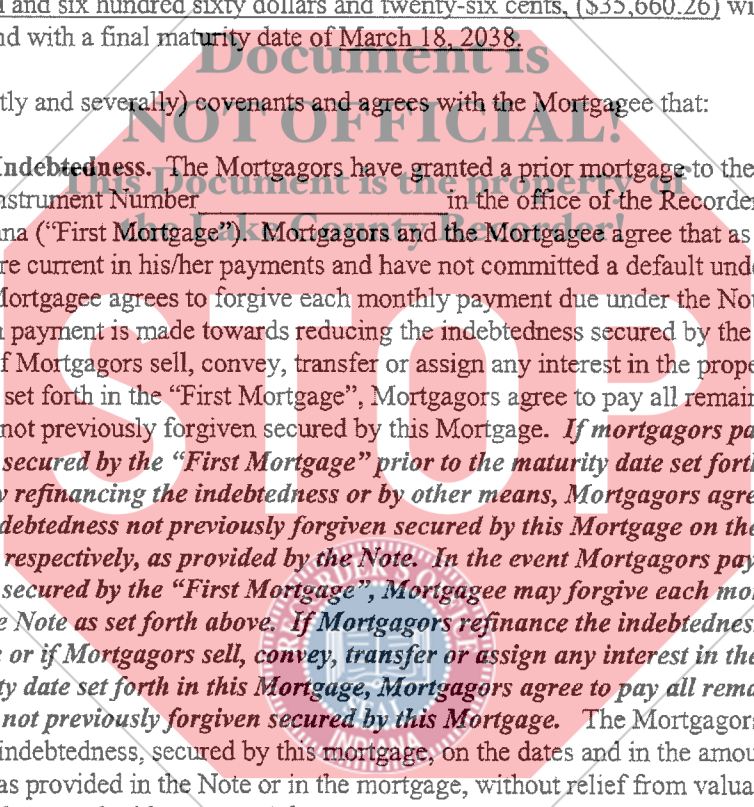 and six hundred sixty dollars and twenty-six cents, ($35,660.26) wi
nd with a final maturity date of March 18, 2038.
Document is
tly and severally) covenants and agrees with the Mortgagee that:
NOT OFFICIAL!
Indebtedness. The Mortgagors have granted a prior mortgage to the
This Document is the property of
nstrument Number____________________ in the office of the Recorder
the Lake County Recorder!
na ("First Mortgage"). Mortgagors and the Mortgagee agree that as
re current in his/her payments and have not committed a default und
Mortgagee agrees to forgive each monthly payment due under the Not
payment is made towards reducing the indebtedness secured by the
f Mortgagors sell, convey, transfer or assign any interest in the prope
set forth in the "First Mortgage", Mortgagors agree to pay all remain
not previously forgiven secured by this Mortgage. If mortgagors pa
STOP
secured by the "First Mortgage" prior to the maturity date set forth
y refinancing the indebtedness or by other means, Mortgagors agre
ndebtedness not previously forgiven secured by this Mortgage on the
respectively, as provided by the Note. In the event Mortgagors pay
secured by the "First Mortgage", Mortgagee may forgive each mon
e Note as set forth above. If Mortgagors refinance the indebtednes
or if Mortgagors sell, convey, transfer or assign any interest in the
ty date set forth in this Mortgage, Mortgagors agree to pay all rema
not previously forgiven secured by this Mortgage. The Mortgagors
indebtedness, secured by this mortgage, on the dates and in the amou
as provided in the Note or in the mortgage, without relief from valua
INDIANA